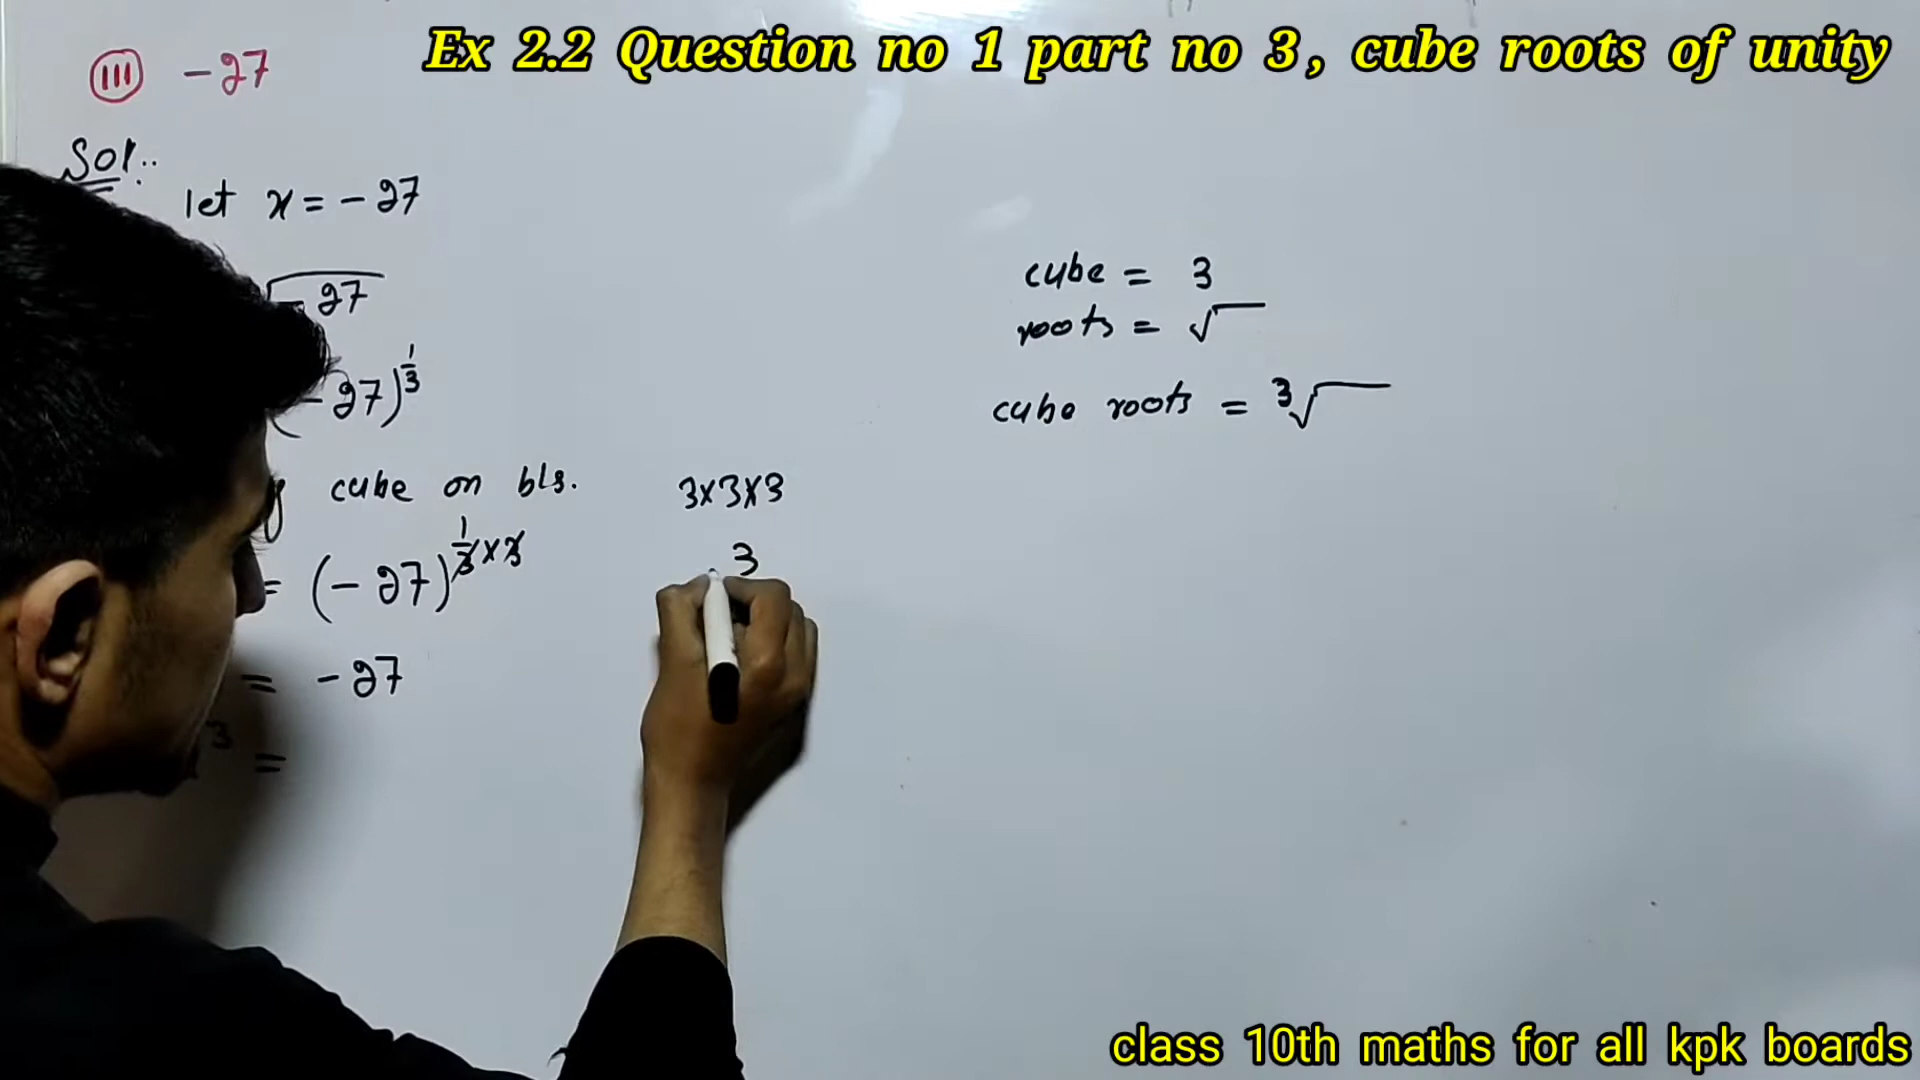 Ex 2.2 Question no 1 part no 3, cube roots of unity
(III) -27
Sol:
let x = -27
√-27
(-27)^1/3
cube on b/s.
= (-27)^1/3×3
= -27
3 =
3×3×3
3
cube = 3
roots = √
cube roots = ³√
class 10th maths for all kpk boards